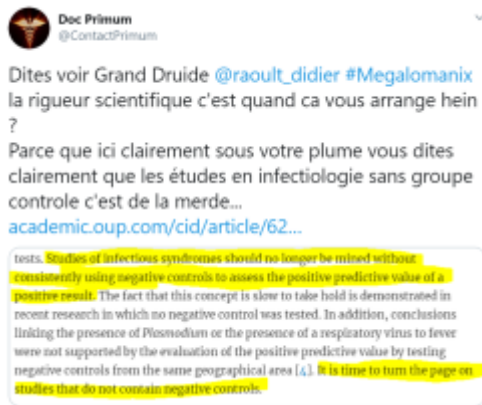 Doc Primum
@ContactPrimum
Dites voir Grand Druide @raoult_didier #Megalomanix
la rigueur scientifique c'est quand ca vous arrange hein
?
Parce que ici clairement sous votre plume vous dites
clairement que les études en infectiologie sans groupe
controle c'est de la merde...
academic.oup.com/cid/article/62...
tests. Studies of infectious syndromes should no longer be mined without
consistently using negative controls to assess the positive predictive value of a
positive result. The fact that this concept is slow to take hold is demonstrated in
recent research in which no negative control was tested. In addition, conclusions
linking the presence of Plasmodium or the presence of a respiratory virus to fever
were not supported by the evaluation of the positive predictive value by testing
negative controls from the same geographical area [4]. It is time to turn the page on
studies that do not contain negative controls.